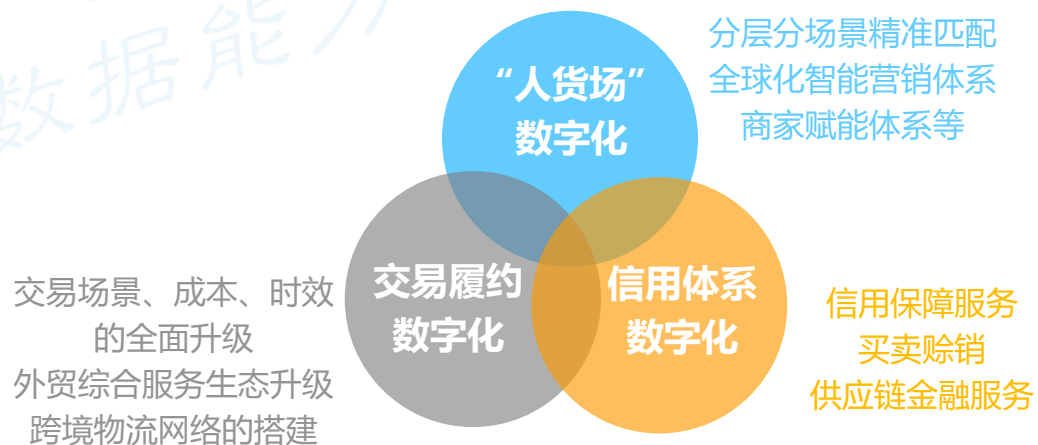 数据能力
“人货场”
数字化
分层分场景精准匹配
全球化智能营销体系
商家赋能体系等
交易履约
数字化
交易场景、成本、时效
的全面升级
外贸综合服务生态升级
跨境物流网络的搭建
信用体系
数字化
信用保障服务
买卖赊销
供应链金融服务